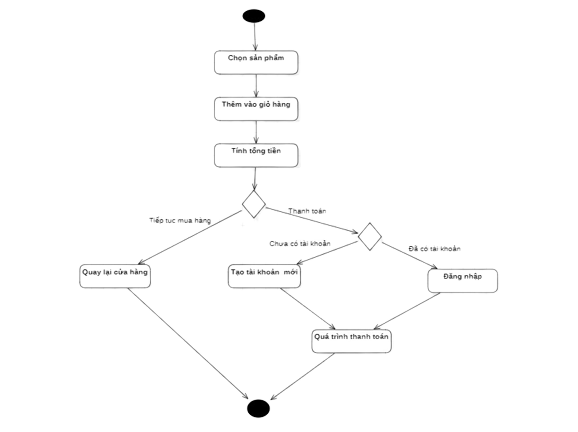 Chọn sản phẩm
Thêm vào giỏ hàng
Tính tổng tiền
Tiếp tục mua hàng
Thanh toán
Chưa có tài khoản
Đã có tài khoản
Quay lại cửa hàng
Tạo tài khoản mới
Đăng nhập
Quá trình thanh toán